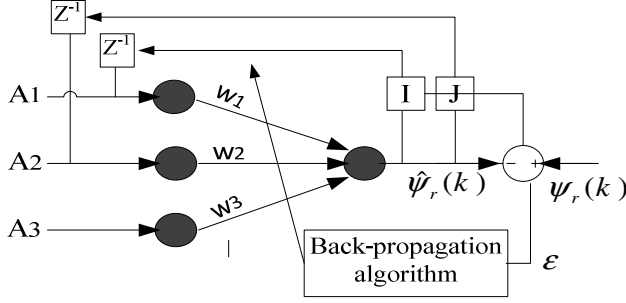 Z⁻¹
Z⁻¹
A1
W1
I
J
A2
W2
ψ̂ᵣ(k)
- +
ψᵣ(k)
A3
W3
Back-propagation
algorithm
ε